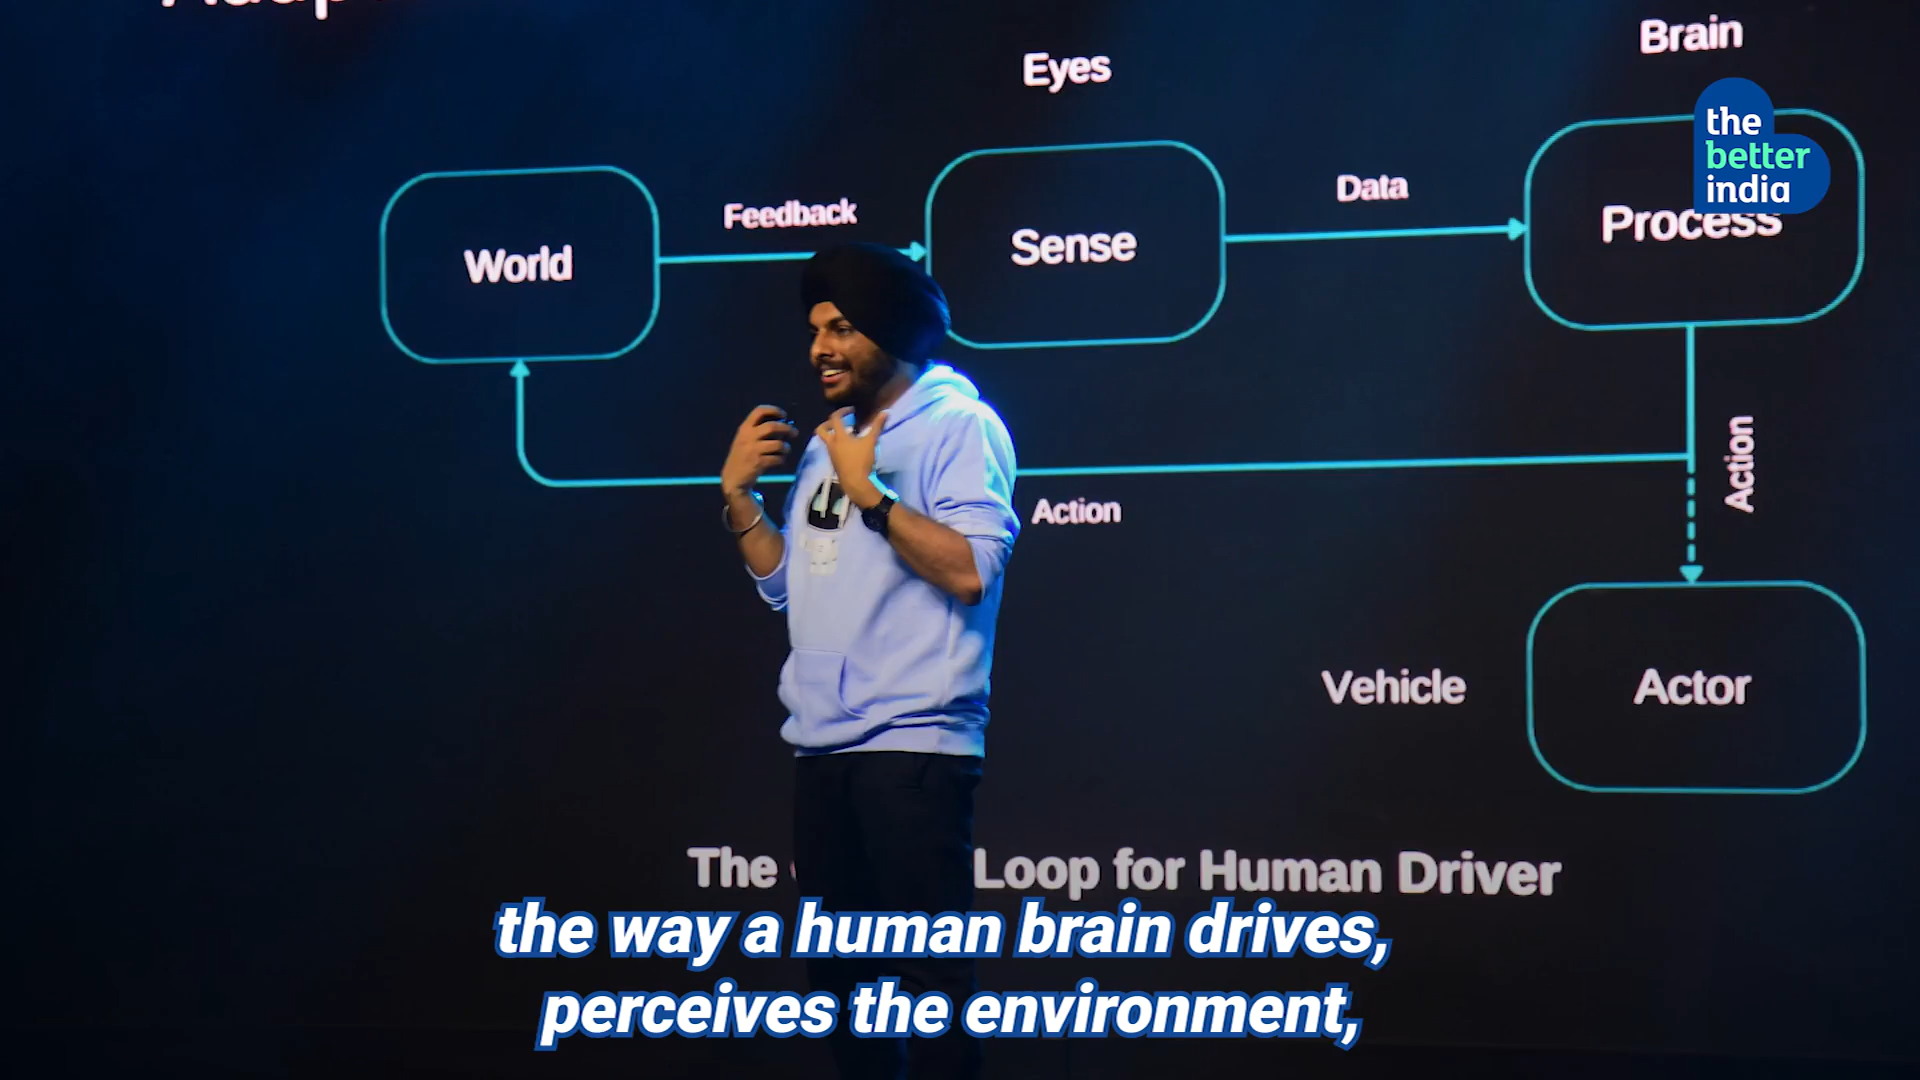 Brain
Eyes
the
better
india
Data
Feedback
Process
Sense
World
Action
Action
Vehicle
Actor
The
Loop for Human Driver
the way a human brain drives,
perceives the environment,